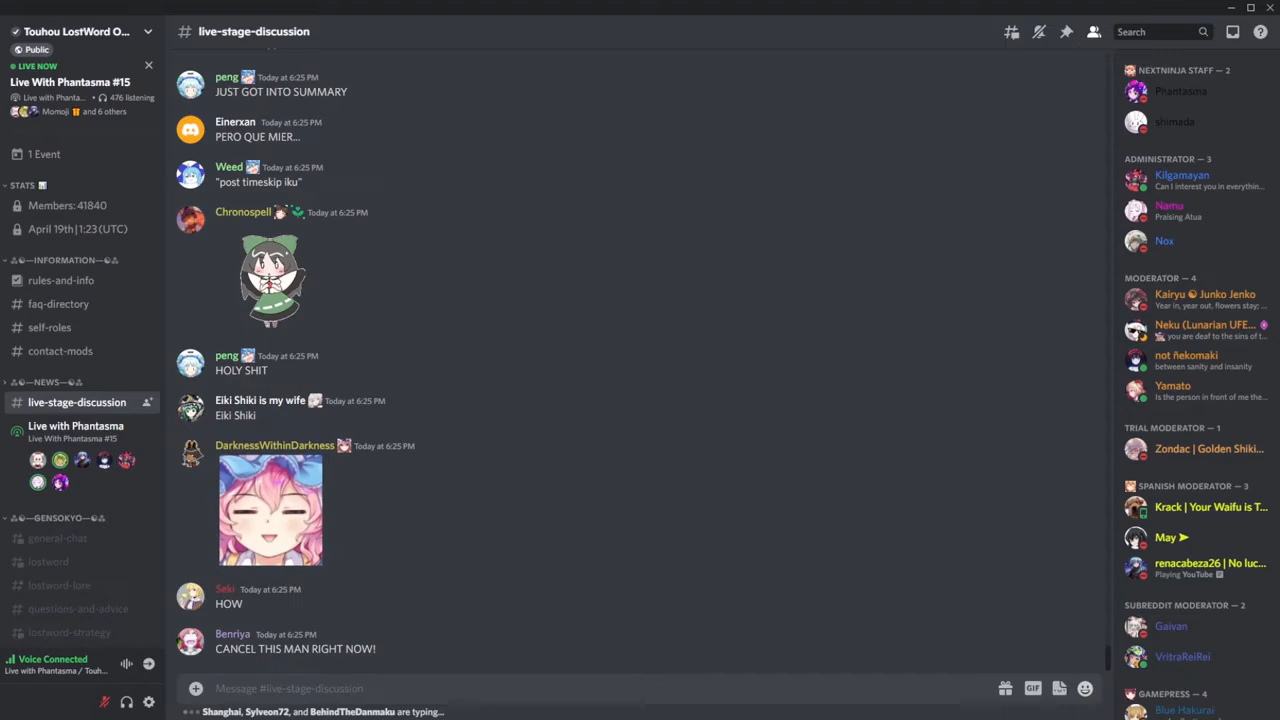 Touhou LostWord O...
Public
LIVE NOW
Live With Phantasma #15
Live with Phanta... • 476 listening
Momoji and 6 others
1 Event
STATS
Members: 41840
April 19th | 1:23 (UTC)
—INFORMATION—
rules-and-info
# faq-directory
# self-roles
# contact-mods
—NEWS—
# live-stage-discussion
Live with Phantasma
Live With Phantasma #15
—GENSOKYO—
general-chat
lostword
lostword-lore
questions-and-advice
lostword-strategy
Voice Connected
Live with Phantasma / Touh...
# live-stage-discussion
Search
peng Today at 6:25 PM
JUST GOT INTO SUMMARY
Einerxan Today at 6:25 PM
PERO QUE MIER...
Weed Today at 6:25 PM
"post timeskip iku"
Chronospell Today at 6:25 PM
peng Today at 6:25 PM
HOLY SHIT
Eiki Shiki is my wife Today at 6:25 PM
Eiki Shiki
DarknessWithinDarkness Today at 6:25 PM
Seki Today at 6:25 PM
HOW
Benriya Today at 6:25 PM
CANCEL THIS MAN RIGHT NOW!
Message #live-stage-discussion
GIF
Shanghai, Sylveon72, and BehindTheDanmaku are typing...
NEXTNINJA STAFF — 2
Phantasma
shimada
ADMINISTRATOR — 3
Kilgamayan
Can I interest you in everythin...
Namu
Praising Atua
Nox
MODERATOR — 4
Kairyu ☯ Junko Jenko
Year in, year out, flowers stay; ...
Neku (Lunarian UFE...
you are deaf to the sins of t...
not ñekomaki
between sanity and insanity
Yamato
Is the person in front of me the...
TRIAL MODERATOR — 1
Zondac | Golden Shiki...
SPANISH MODERATOR — 3
Krack | Your Waifu is T...
May ➤
renacabeza26 | No luc...
Playing YouTube
SUBREDDIT MODERATOR — 2
Gaivan
VritraReiRei
GAMEPRESS — 4
Blue Hakurai